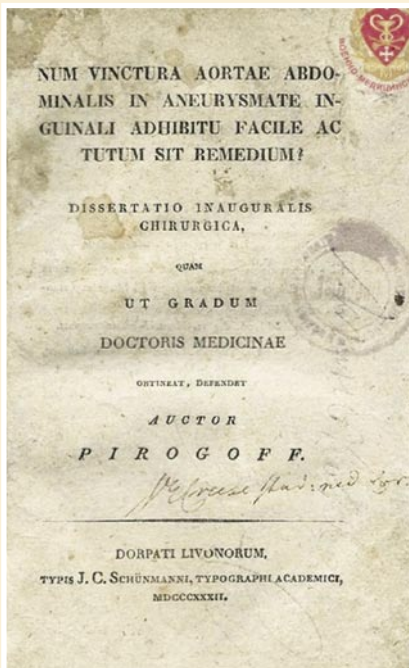 NUM VINCTURA AORTAE ABDO-
MINALIS IN ANEURYSMATE IN-
GUINALI ADHIBITU FACILE AC
TUTUM SIT REMEDIUM?
DISSERTATIO INAUGURALIS
CHIRURGICA,
QUAM
UT GRADUM
DOCTORIS MEDICINAE
OBTINEAT, DEFENDET
AUCTOR
PIROGOFF.
DORPATI LIVONORUM,
TYPIS J. C. SCHÜNMANNI, TYPOGRAPHI ACADEMICI,
MDCCCXXXII.